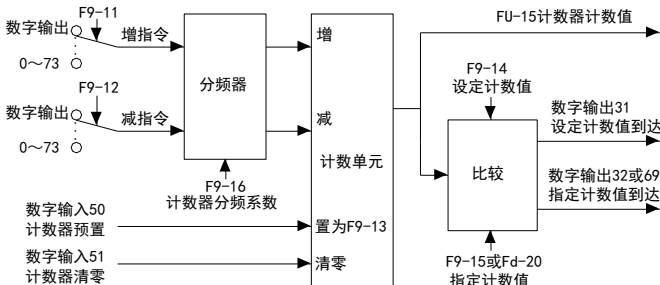 F9-11
数字输出
增指令
0～73
F9-12
数字输出
减指令
0～73
分频器
F9-16
计数器分频系数
数字输入50
计数器预置
数字输入51
计数器清零
增
减
计数单元
置为F9-13
清零
FU-15计数器计数值
F9-14
设定计数值
比较
数字输出31
设定计数值到达
数字输出32或69
指定计数值到达
F9-15或Fd-20
指定计数值